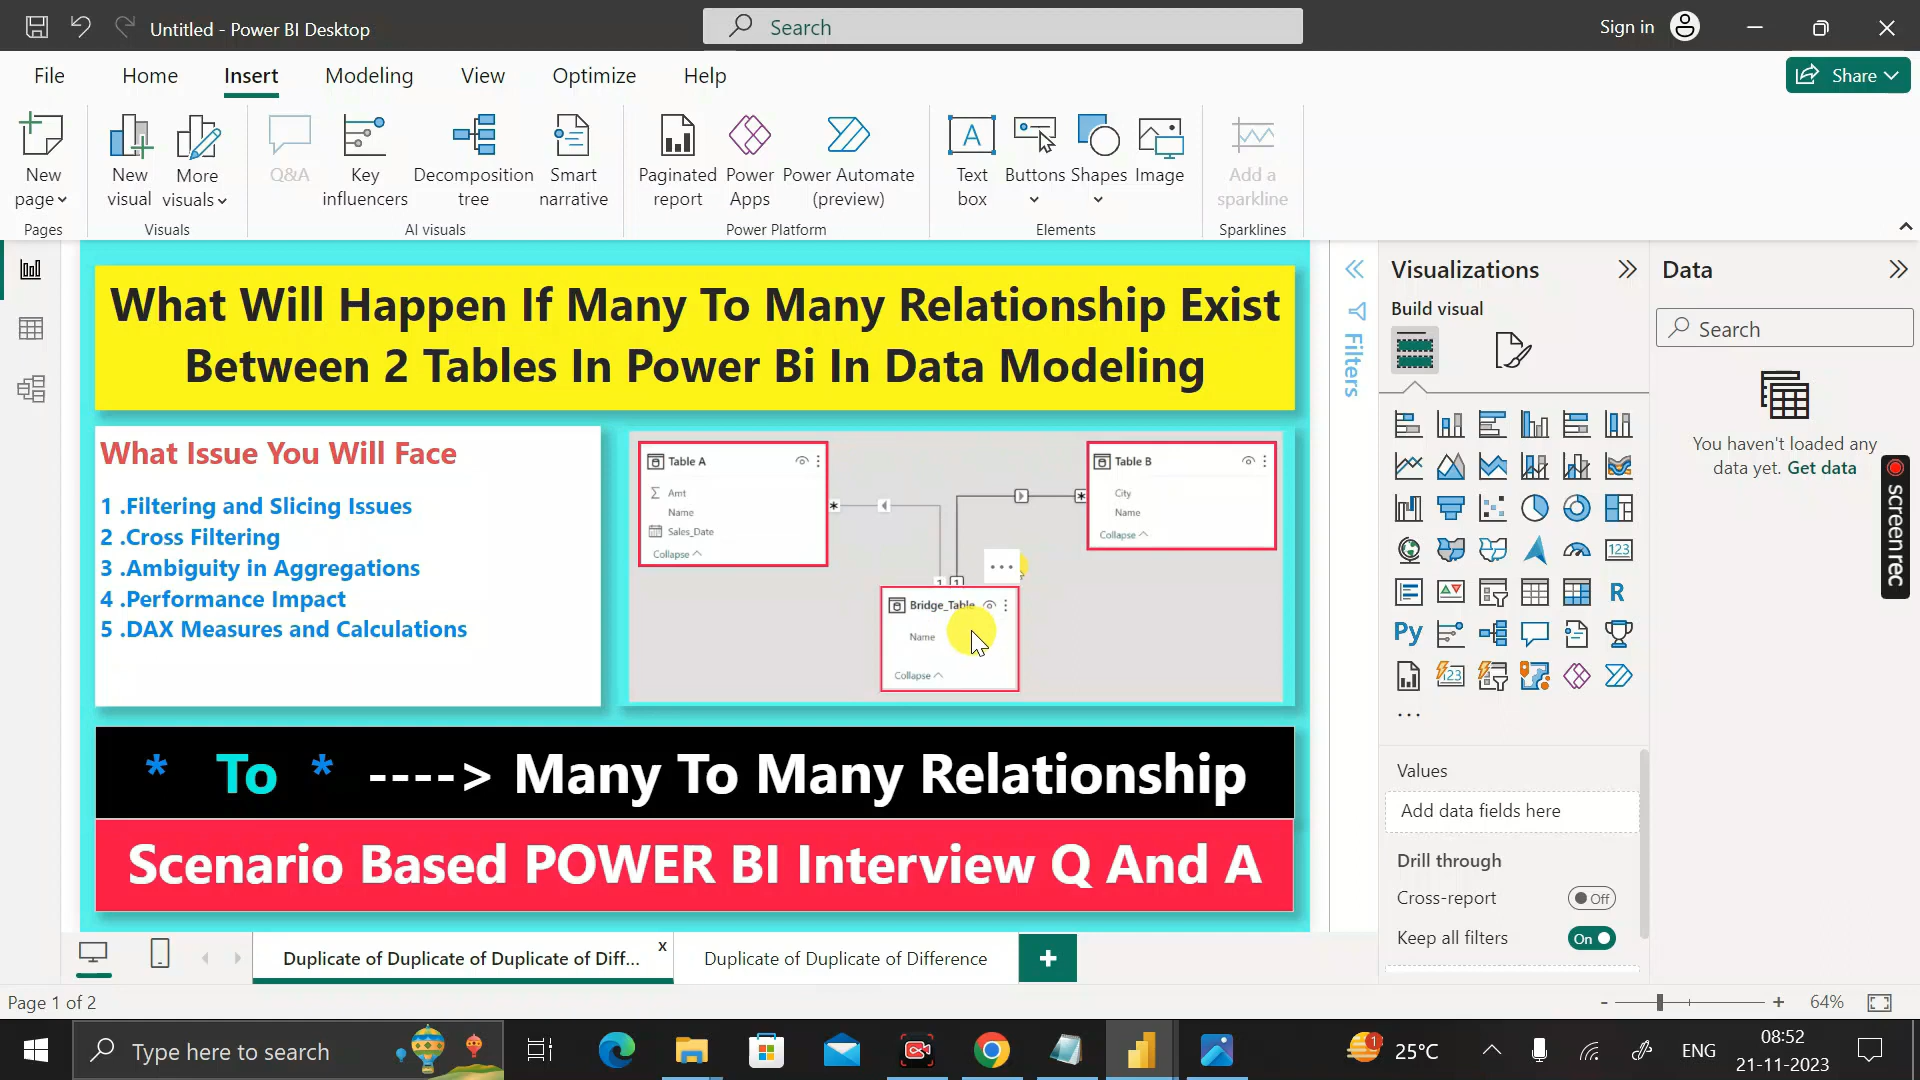 Untitled - Power BI Desktop
Search
Sign in
File
Home
Insert
Modeling
View
Optimize
Help
Share
New page
New visual
More visuals
Q&A
Key influencers
Decomposition tree
Smart narrative
Paginated report
Power Apps
Power Automate (preview)
Text box
Buttons
Shapes
Image
Add a sparkline
Pages
Visuals
AI visuals
Power Platform
Elements
Sparklines
What Will Happen If Many To Many Relationship Exist
Between 2 Tables In Power Bi In Data Modeling
What Issue You Will Face
1 .Filtering and Slicing Issues
2 .Cross Filtering
3 .Ambiguity in Aggregations
4 .Performance Impact
5 .DAX Measures and Calculations
Table A
Σ Amt
Name
Sales_Date
Collapse
*
1
1
*
Table B
City
Name
Collapse
Bridge_Table
Name
Collapse
* To * ----> Many To Many Relationship
Scenario Based POWER BI Interview Q And A
Filters
Visualizations
Build visual
123
R
Py
123
Values
Add data fields here
Drill through
Cross-report
Off
Keep all filters
On
Data
Search
You haven't loaded any
data yet. Get data
screen rec
Duplicate of Duplicate of Duplicate of Diff...
x
Duplicate of Duplicate of Difference
+
Page 1 of 2
- + 64%
Type here to search
1
25°C
ENG
08:52
21-11-2023